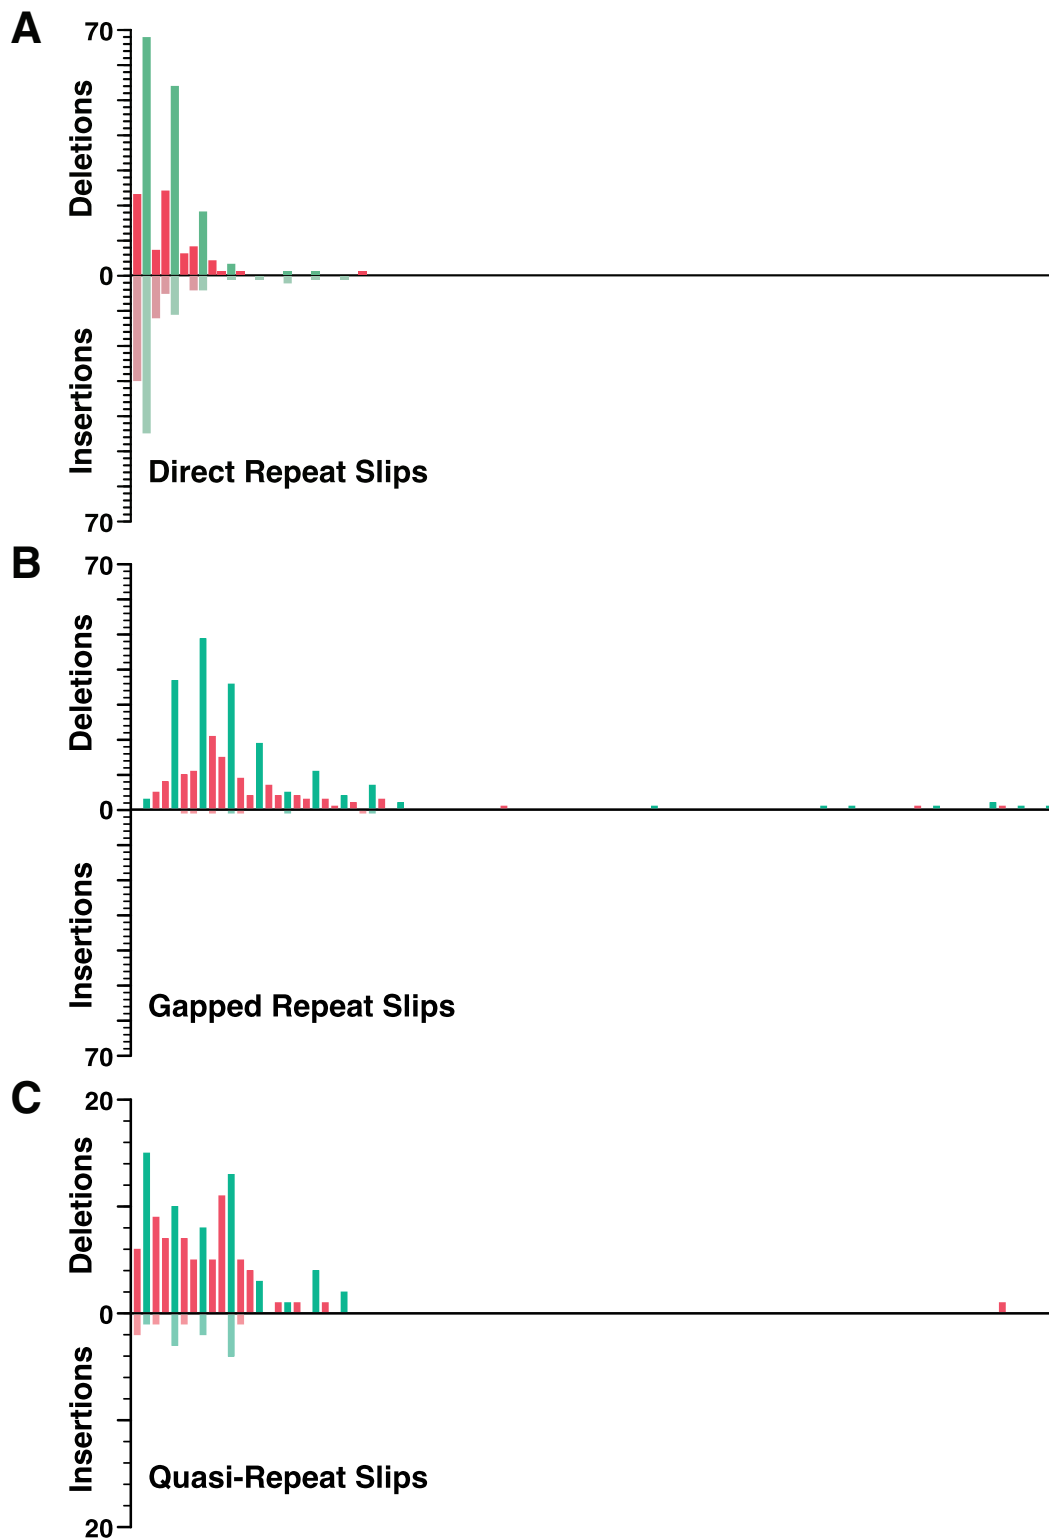 A
70
Deletions
0
Insertions
Direct Repeat Slips
70
B
70
Deletions
0
Insertions
Gapped Repeat Slips
70
C
20
Deletions
0
Insertions
Quasi-Repeat Slips
20